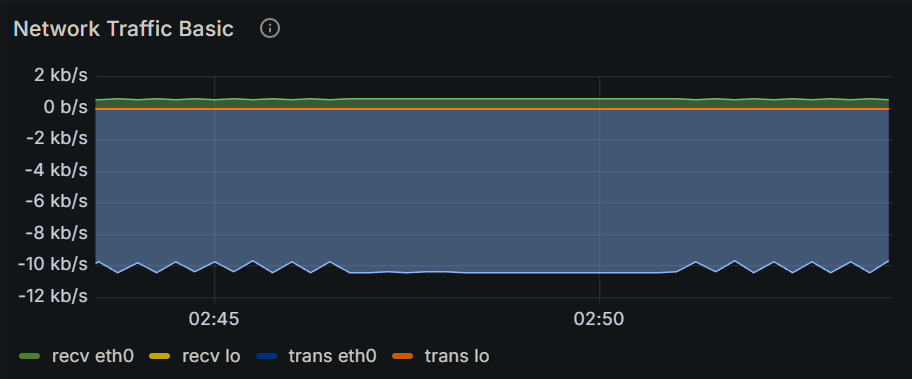 Network Traffic Basic
2 kb/s
0 b/s
-2 kb/s
-4 kb/s
-6 kb/s
-8 kb/s
-10 kb/s
-12 kb/s
02:45 02:50
recv eth0 recv lo trans eth0 trans lo